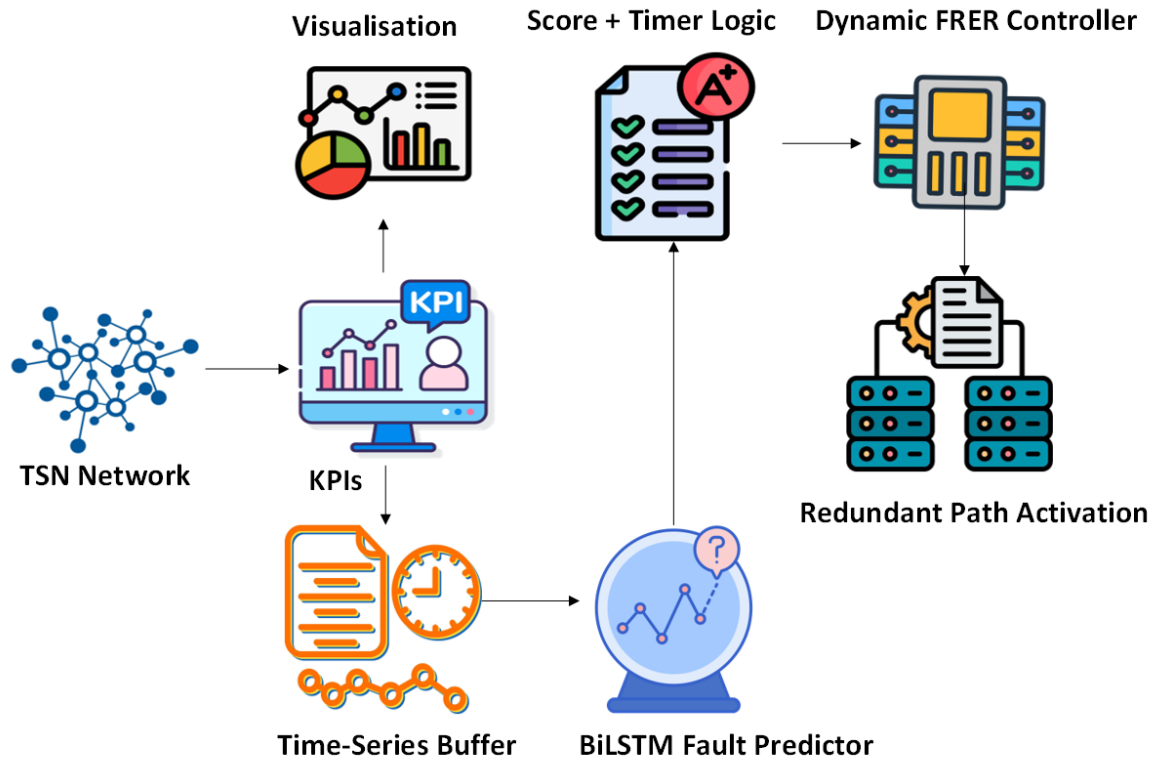 Visualisation
Score + Timer Logic
Dynamic FRER Controller
A+
KPI
TSN Network
KPIs
Redundant Path Activation
?
Time-Series Buffer
BiLSTM Fault Predictor